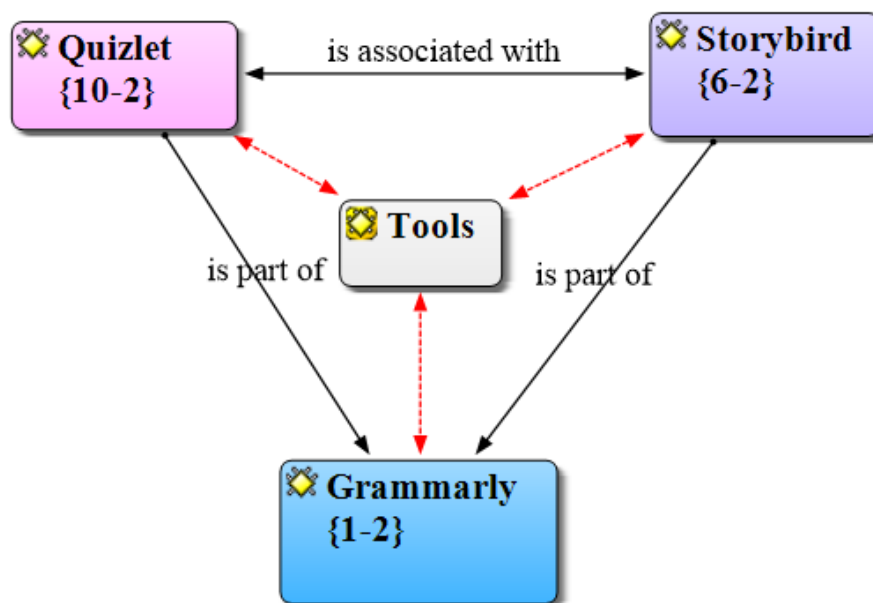 Quizlet
{10-2}
is associated with
Storybird
{6-2}
Tools
is part of
is part of
Grammarly
{1-2}